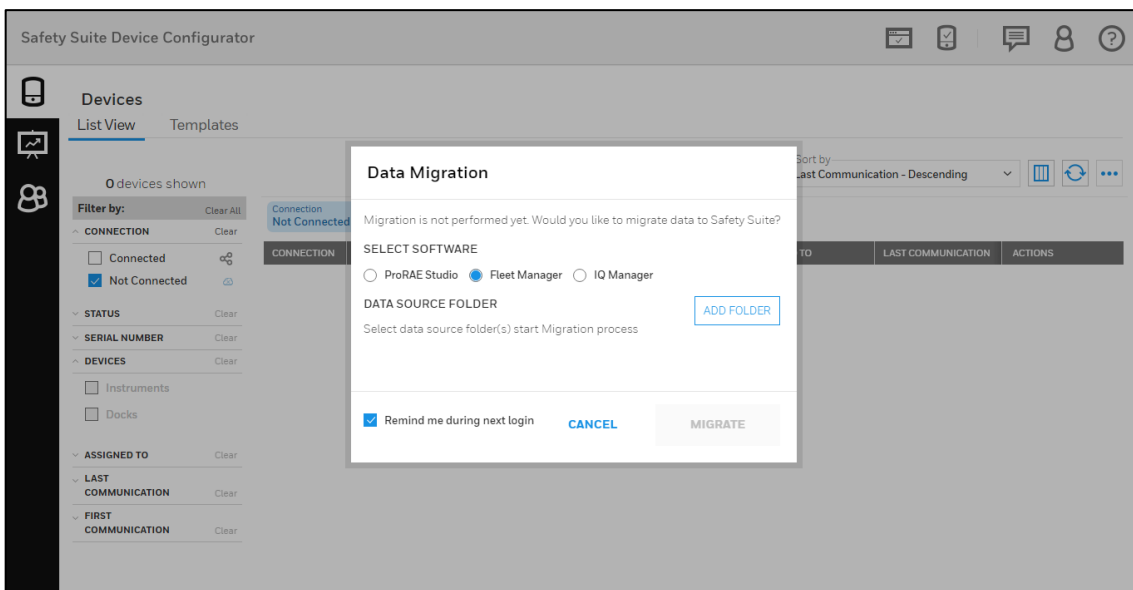 Safety Suite Device Configurator
Devices
List View Templates
0 devices shown
Sort by
Last Communication - Descending
Filter by: Clear All
CONNECTION Clear
Connected
Not Connected
STATUS Clear
SERIAL NUMBER Clear
DEVICES Clear
Instruments
Docks
ASSIGNED TO Clear
LAST
COMMUNICATION Clear
FIRST
COMMUNICATION Clear
Connection
Not Connected
CONNECTION TO LAST COMMUNICATION ACTIONS
Data Migration
Migration is not performed yet. Would you like to migrate data to Safety Suite?
SELECT SOFTWARE
ProRAE Studio Fleet Manager IQ Manager
DATA SOURCE FOLDER
ADD FOLDER
Select data source folder(s) start Migration process
Remind me during next login CANCEL MIGRATE